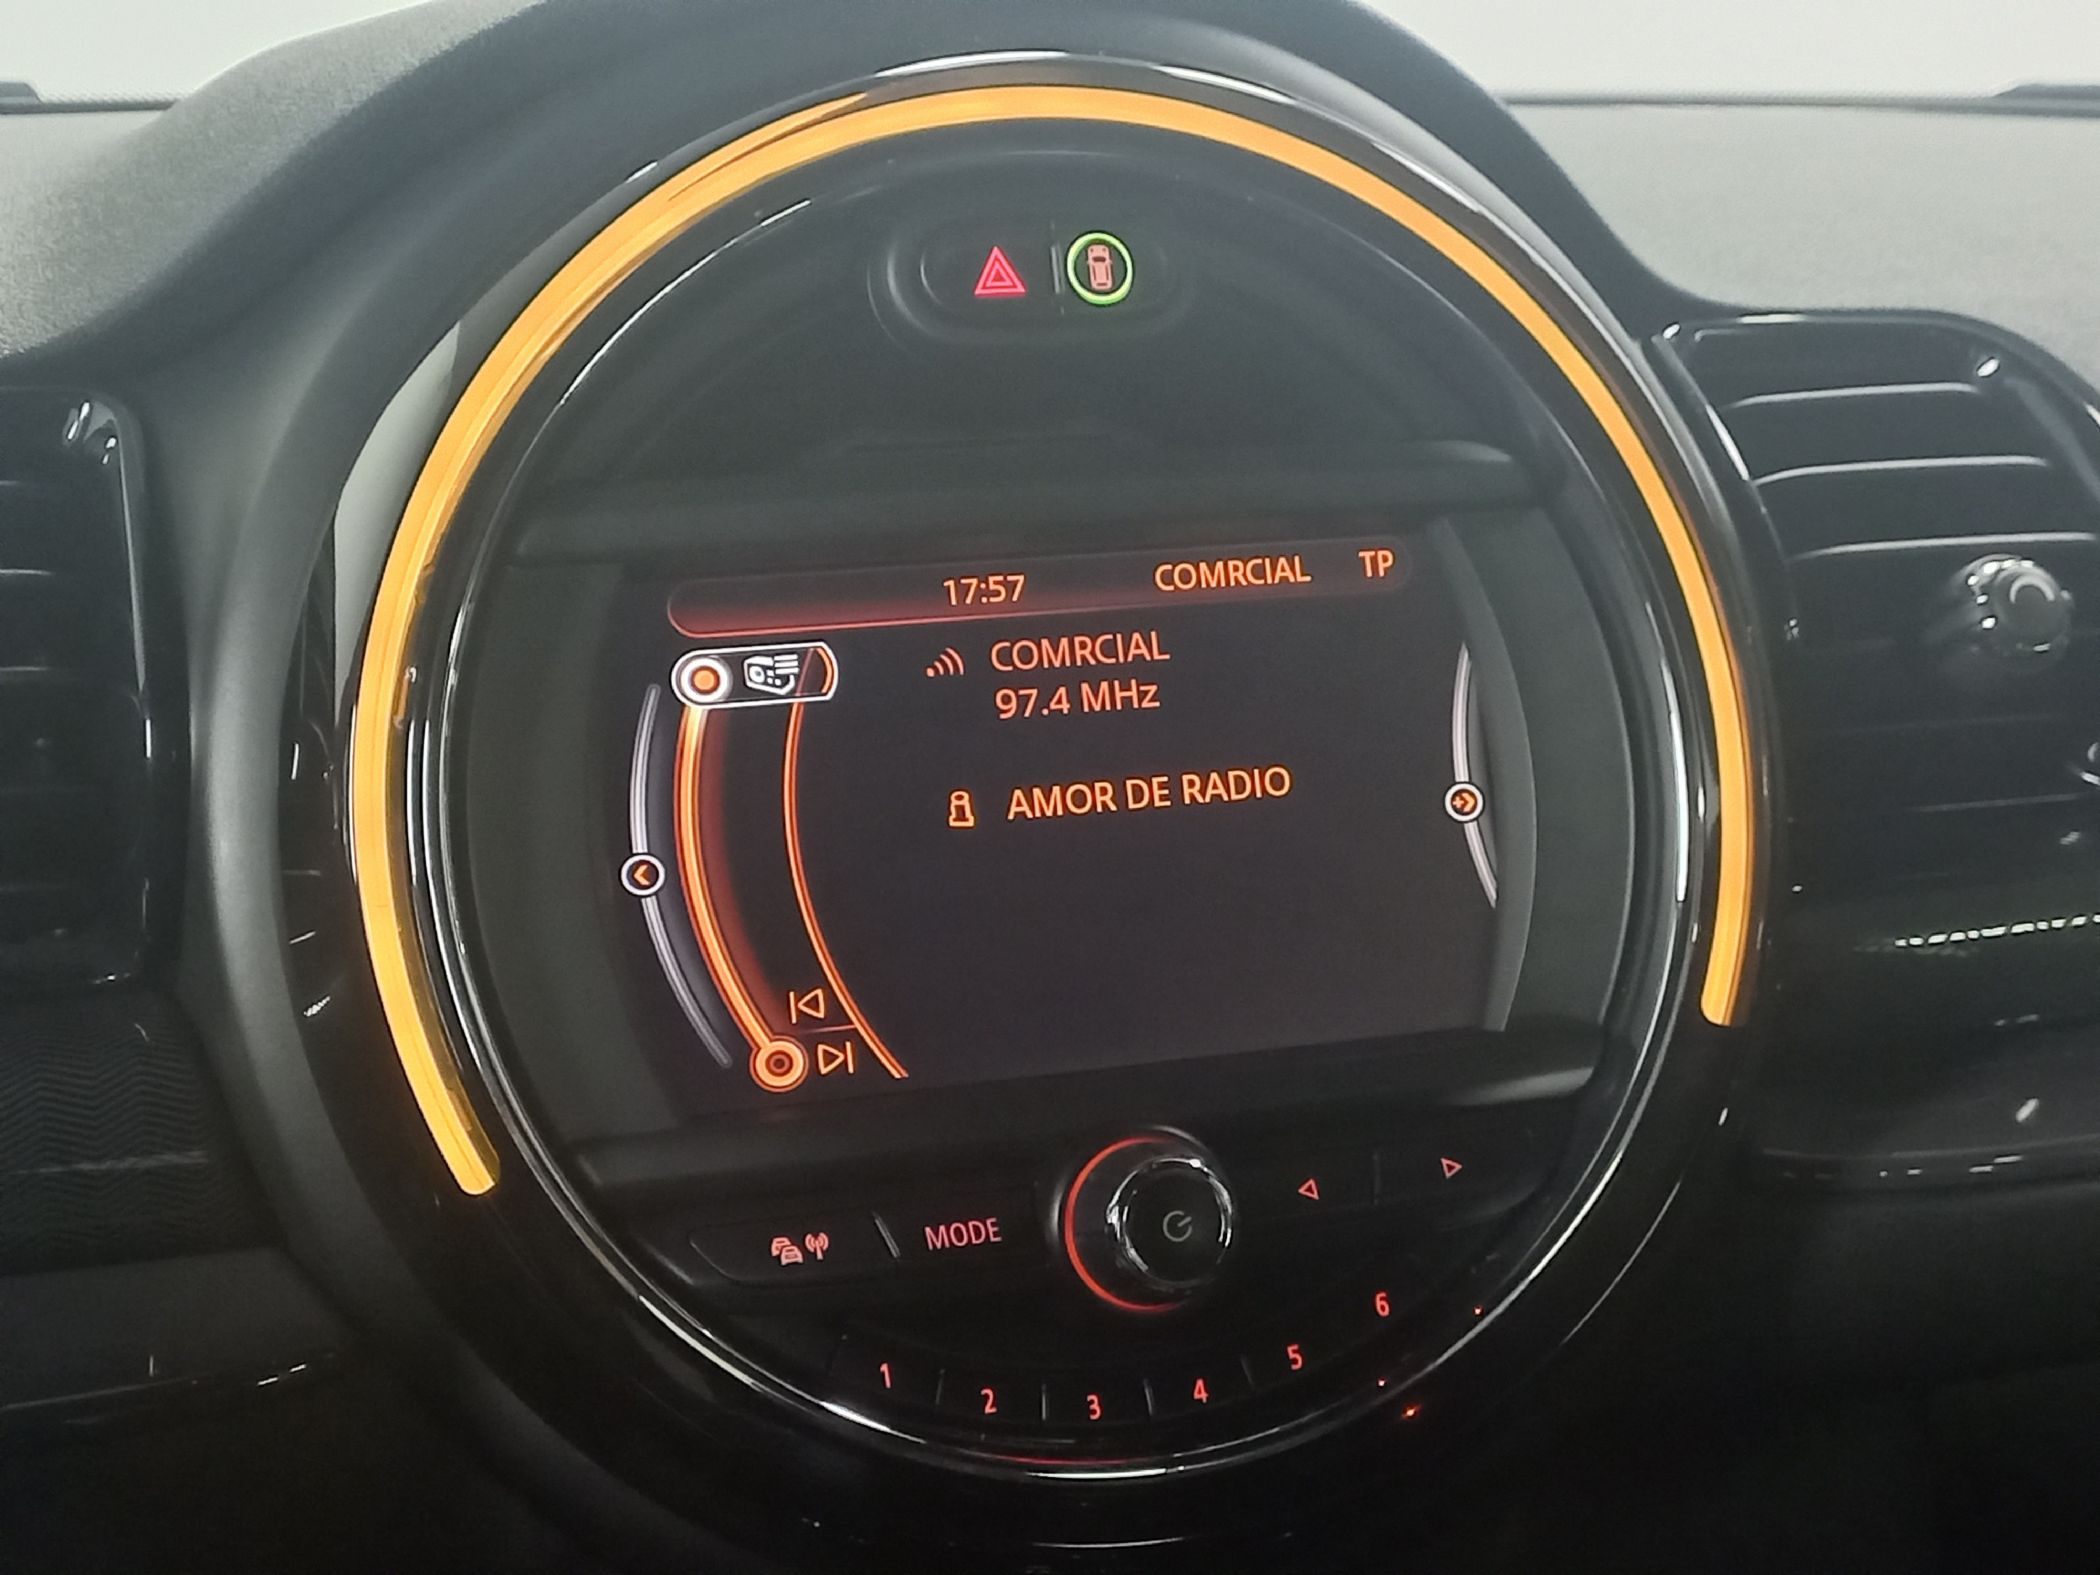 17:57 COMRCIAL TP
COMRCIAL
97.4 MHz
AMOR DE RADIO
MODE
1 2 3 4 5 6